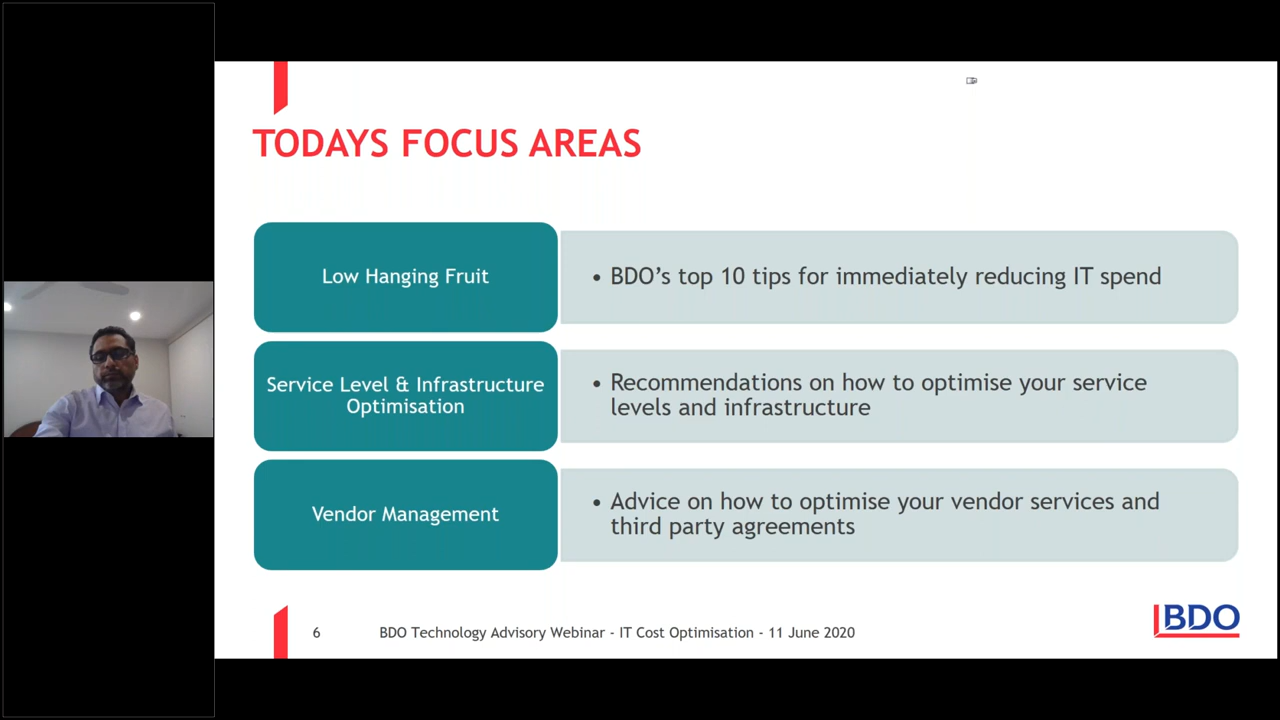 TODAYS FOCUS AREAS
Low Hanging Fruit
• BDO’s top 10 tips for immediately reducing IT spend
Service Level & Infrastructure
Optimisation
• Recommendations on how to optimise your service
levels and infrastructure
Vendor Management
• Advice on how to optimise your vendor services and
third party agreements
6
BDO Technology Advisory Webinar - IT Cost Optimisation - 11 June 2020
BDO